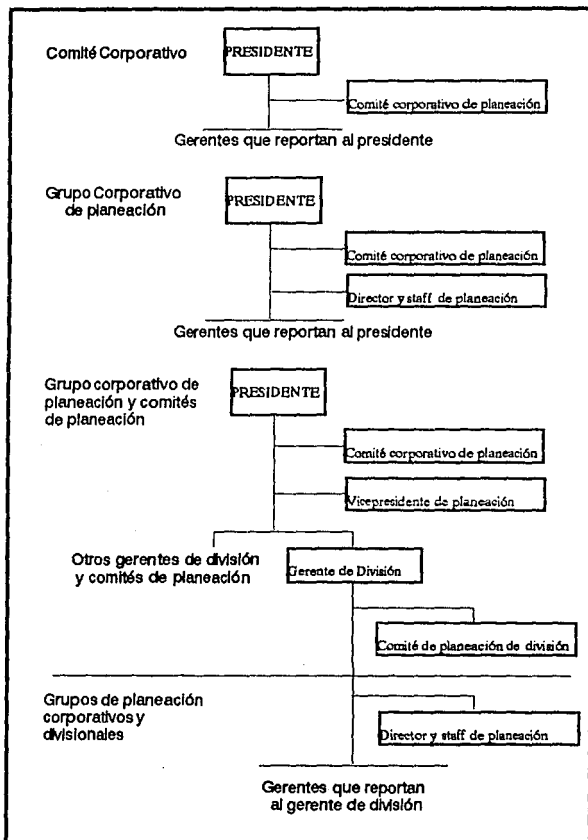 Comité Corporativo
PRESIDENTE
Comité corporativo de planeación
Gerentes que reportan al presidente
Grupo Corporativo
de planeación
PRESIDENTE
Comité corporativo de planeación
Director y staff de planeación
Gerentes que reportan al presidente
Grupo corporativo de
planeación y comités
de planeación
PRESIDENTE
Comité corporativo de planeación
Vicepresidente de planeación
Otros gerentes de división
y comités de planeación
Gerente de División
Comité de planeación de división
Grupos de planeación
corporativos y
divisionales
Director y staff de planeación
Gerentes que reportan
al gerente de división